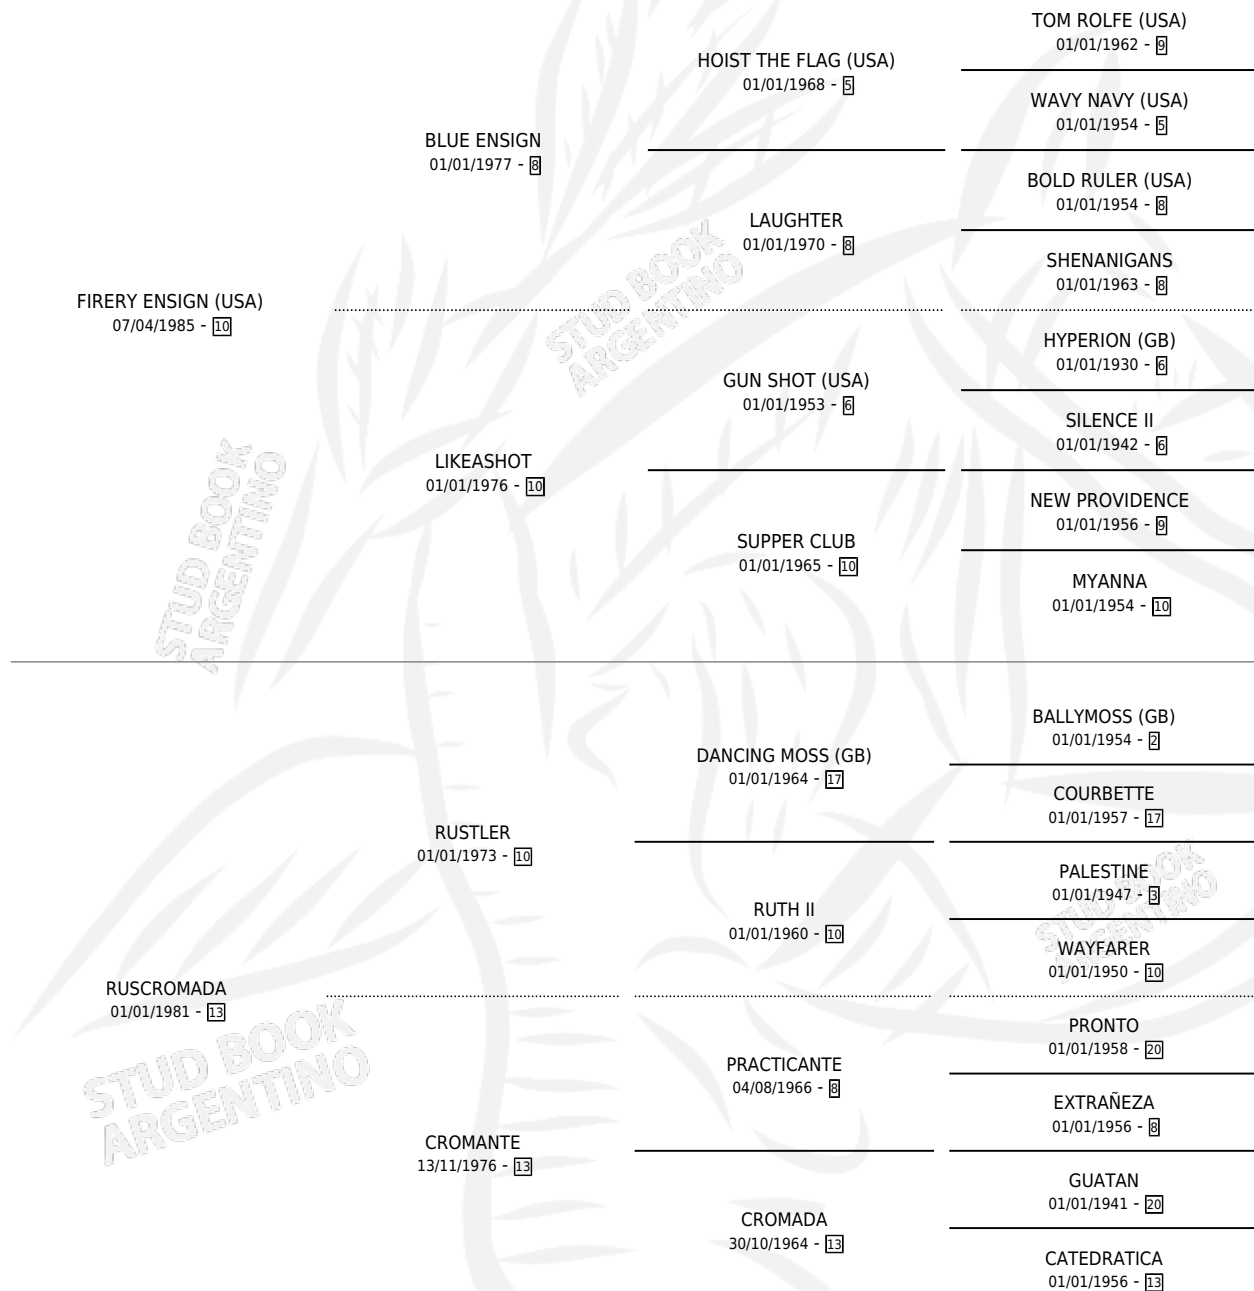 TOM ROLFE (USA)
01/01/1962 - 9
HOIST THE FLAG (USA)
01/01/1968 - 5
WAVY NAVY (USA)
01/01/1954 - 5
BLUE ENSIGN
01/01/1977 - 8
BOLD RULER (USA)
01/01/1954 - 8
LAUGHTER
01/01/1970 - 8
SHENANIGANS
01/01/1963 - 8
FIRERY ENSIGN (USA)
07/04/1985 - 10
HYPERION (GB)
01/01/1930 - 6
GUN SHOT (USA)
01/01/1953 - 6
SILENCE II
01/01/1942 - 6
LIKEASHOT
01/01/1976 - 10
NEW PROVIDENCE
01/01/1956 - 9
SUPPER CLUB
01/01/1965 - 10
MYANNA
01/01/1954 - 10
BALLYMOSS (GB)
01/01/1954 - 2
DANCING MOSS (GB)
01/01/1964 - 17
COURBETTE
01/01/1957 - 17
RUSTLER
01/01/1973 - 10
PALESTINE
01/01/1947 - 3
RUTH II
01/01/1960 - 10
WAYFARER
01/01/1950 - 10
RUSCROMADA
01/01/1981 - 13
PRONTO
01/01/1958 - 20
PRACTICANTE
04/08/1966 - 8
EXTRAÑEZA
01/01/1956 - 8
CROMANTE
13/11/1976 - 13
GUATAN
01/01/1941 - 20
CROMADA
30/10/1964 - 13
CATEDRATICA
01/01/1956 - 13
STUD BOOK
ARGENTINO
STUD BOOK
ARGENTINO
STUD BOOK
ARGENTINO
STUD BOOK
ARGENTINO